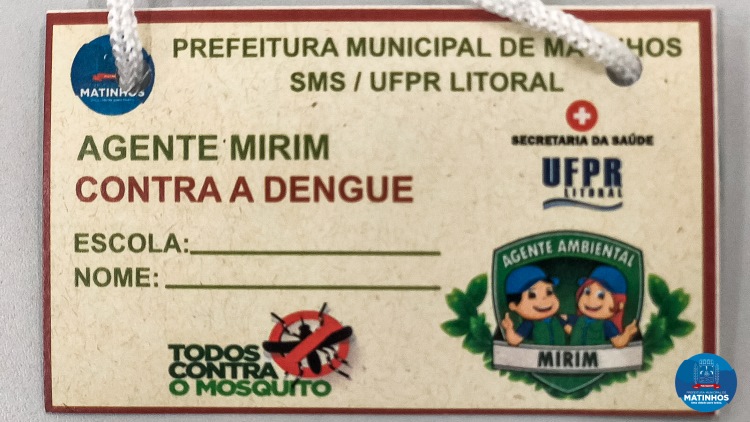 PREFEITURA MUNICIPAL DE MATINHOS
SMS / UFPR LITORAL
MATINHOS
SECRETARIA DA SAÚDE
UFPR
LITORAL
AGENTE MIRIM
CONTRA A DENGUE
ESCOLA:
NOME:
AGENTE AMBIENTAL
MIRIM
TODOS
CONTRA
O MOSQUITO
MATINHOS